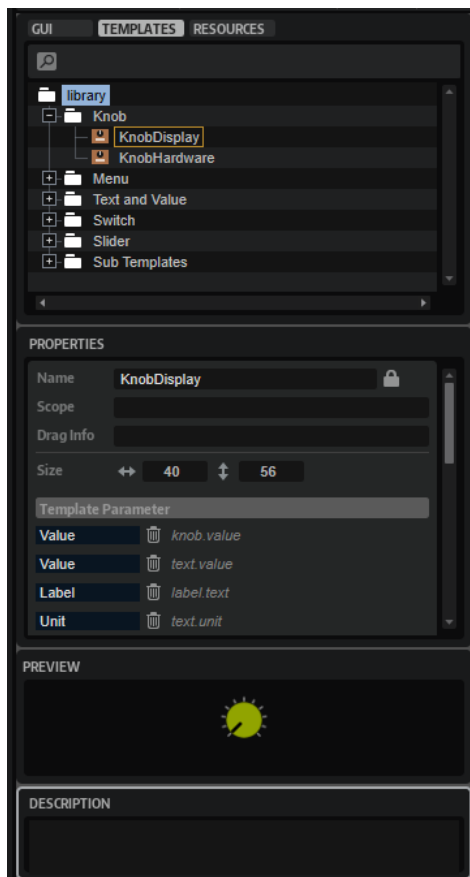 GUI TEMPLATES RESOURCES
library
Knob
KnobDisplay
KnobHardware
Menu
Text and Value
Switch
Slider
Sub Templates
PROPERTIES
Name KnobDisplay
Scope
Drag Info
Size 40 56
Template Parameter
Value knob.value
Value text.value
Label label.text
Unit text.unit
PREVIEW
DESCRIPTION